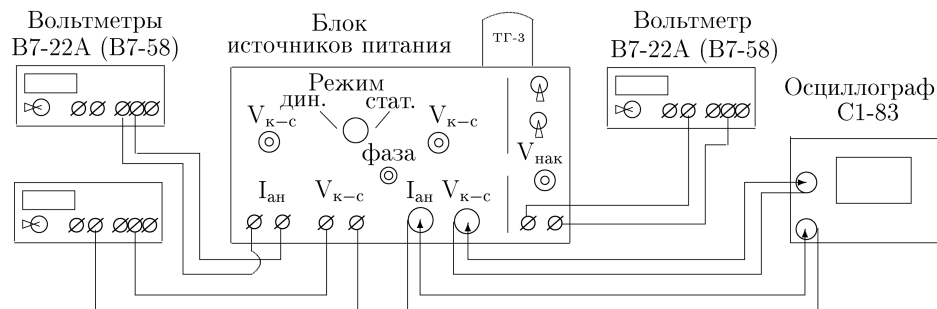 Вольтметры
В7-22А (В7-58)
Блок
источников питания
ТГ-3
Вольтметр
В7-22А (В7-58)
Осциллограф
С1-83
Режим
дин. стат.
Vк−с Vк−с
фаза
Vнак
Iан Vк−с Iан Vк−с